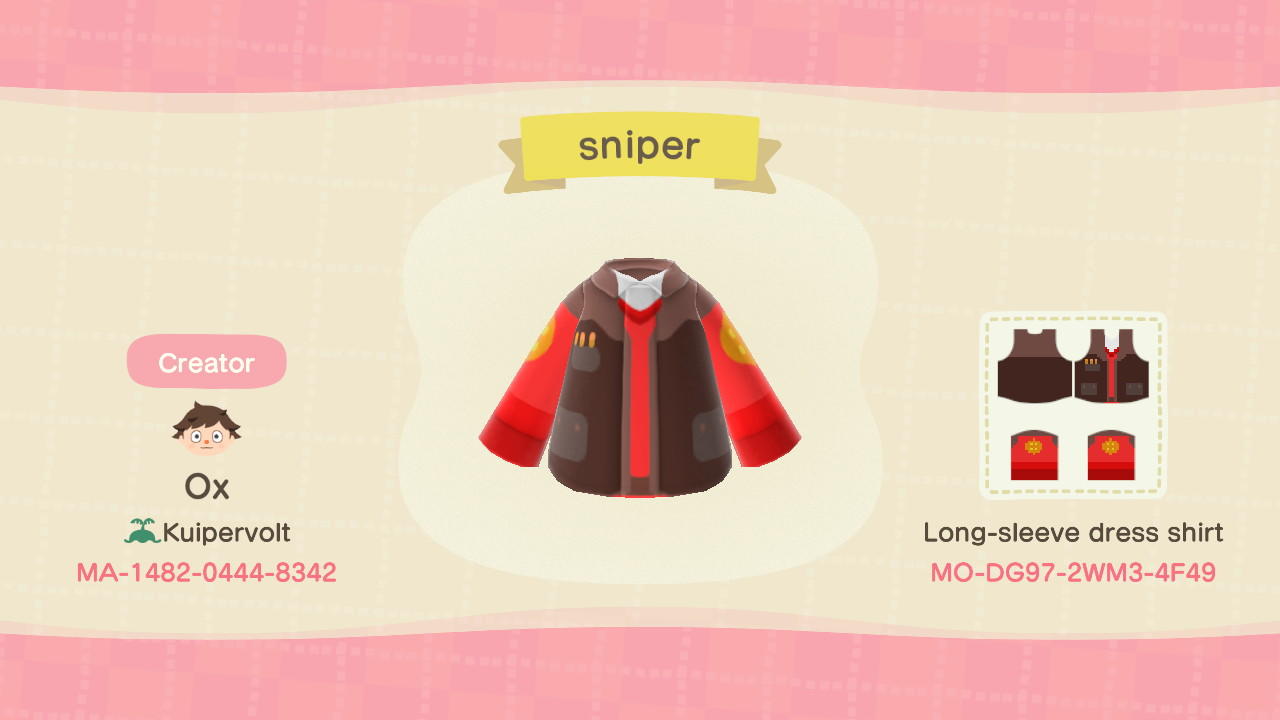 sniper
Creator
Ox
Kuipervolt
MA-1482-0444-8342
Long-sleeve dress shirt
MO-DG97-2WM3-4F49